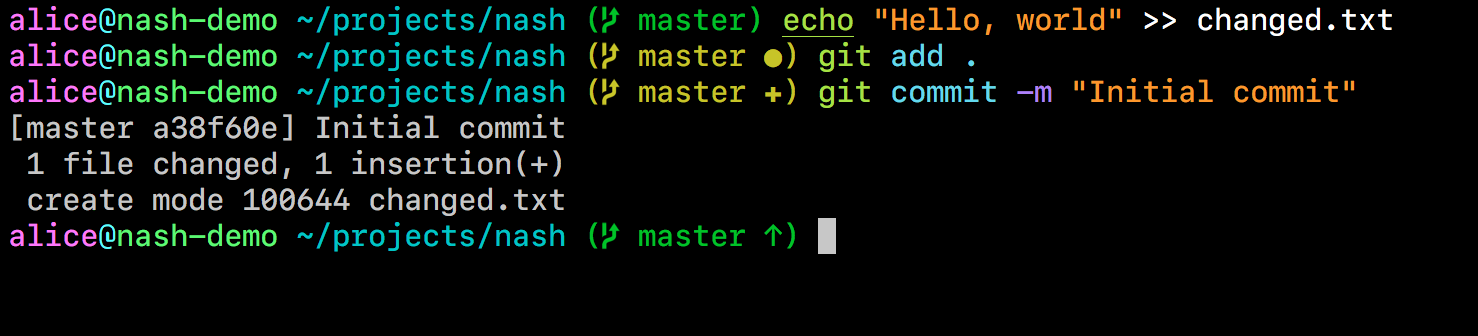 alice@nash-demo ~/projects/nash (⑂ master) echo "Hello, world" >> changed.txt
alice@nash-demo ~/projects/nash (⑂ master ●) git add .
alice@nash-demo ~/projects/nash (⑂ master ✚) git commit -m "Initial commit"
[master a38f60e] Initial commit
 1 file changed, 1 insertion(+)
 create mode 100644 changed.txt
alice@nash-demo ~/projects/nash (⑂ master ↑)